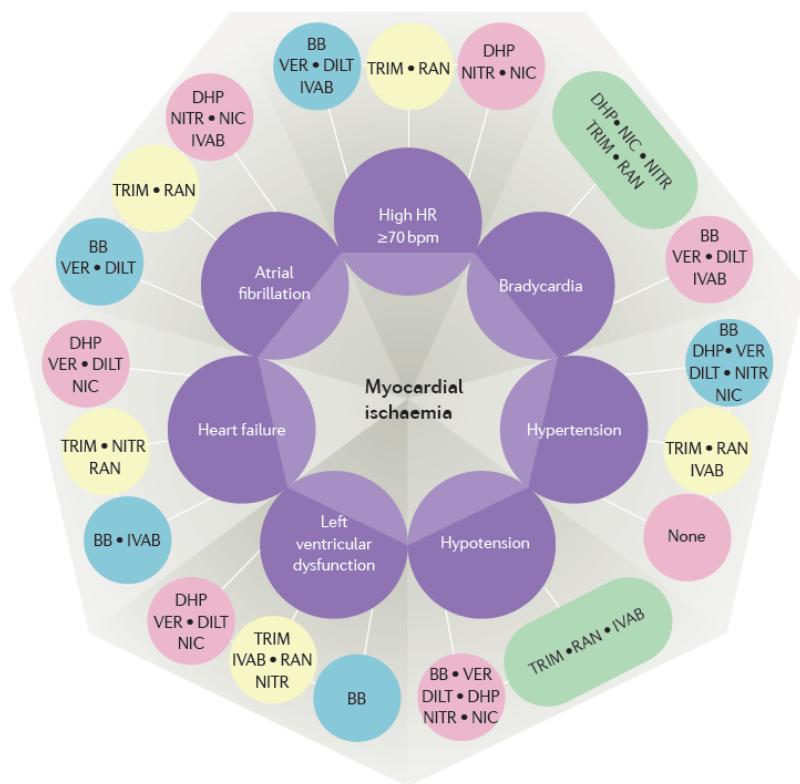 BB
VER • DILT
IVAB
TRIM • RAN
DHP
NITR • NIC
DHP • NIC • NITR
TRIM • RAN
BB
VER • DILT
IVAB
BB
DHP • VER
DILT • NITR
NIC
TRIM • RAN
IVAB
None
TRIM • RAN • IVAB
BB • VER
DILT • DHP
NITR • NIC
BB
TRIM
IVAB • RAN
NITR
DHP
VER • DILT
NIC
BB • IVAB
TRIM • NITR
RAN
DHP
VER • DILT
NIC
BB
VER • DILT
TRIM • RAN
DHP
NITR • NIC
IVAB
High HR
≥70 bpm
Bradycardia
Hypertension
Hypotension
Left
ventricular
dysfunction
Heart failure
Atrial
fibrillation
Myocardial
ischaemia